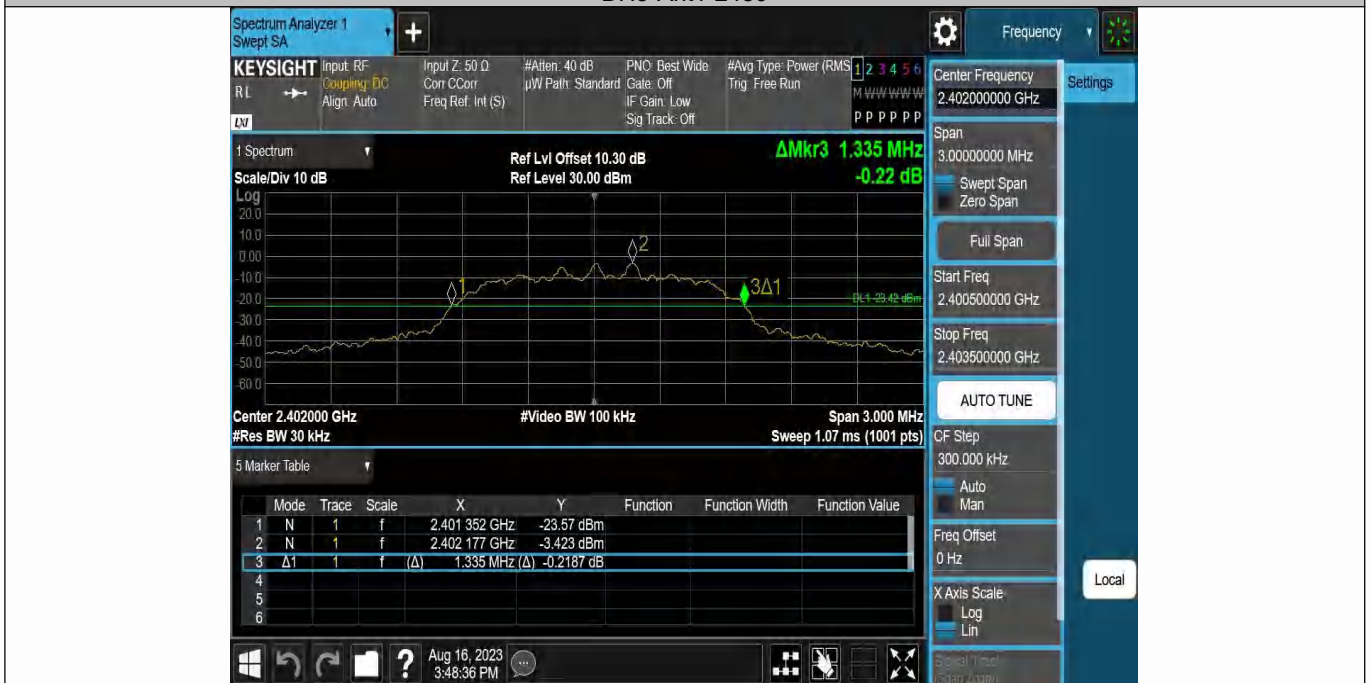 Spectrum Analyzer 1
Swept SA
+
Frequency
KEYSIGHT
RL
LXI
Input: RF
Coupling: DC
Align: Auto
Input Z: 50 Ω
Corr CCorr
Freq Ref: Int (S)
#Atten: 40 dB
µW Path: Standard
PNO: Best Wide
Gate: Off
IF Gain: Low
Sig Track: Off
#Avg Type: Power (RMS
Trig: Free Run
1 2 3 4 5 6
M W W W W W
P P P P P P
Center Frequency
2.402000000 GHz
Settings
1 Spectrum
Scale/Div 10 dB
Ref Lvl Offset 10.30 dB
Ref Level 30.00 dBm
ΔMkr3 1.335 MHz
-0.22 dB
Span
3.00000000 MHz
Swept Span
Zero Span
Full Span
Log
20.0
10.0
0.00
-10.0
-20.0
-30.0
-40.0
-50.0
-60.0
1
2
3Δ1
DL1 -23.42 dBm
Start Freq
2.400500000 GHz
Stop Freq
2.403500000 GHz
AUTO TUNE
Center 2.402000 GHz
#Video BW 100 kHz
Span 3.000 MHz
#Res BW 30 kHz
Sweep 1.07 ms (1001 pts)
CF Step
300.000 kHz
Auto
Man
5 Marker Table
Mode Trace Scale X Y Function Function Width Function Value
1 N 1 f 2.401 352 GHz -23.57 dBm
2 N 1 f 2.402 177 GHz -3.423 dBm
3 Δ1 1 f (Δ) 1.335 MHz (Δ) -0.2187 dB
4
5
6
Freq Offset
0 Hz
Local
X Axis Scale
Log
Lin
?
Aug 16, 2023
3:48:36 PM
Signal Track
(Span Zoom)